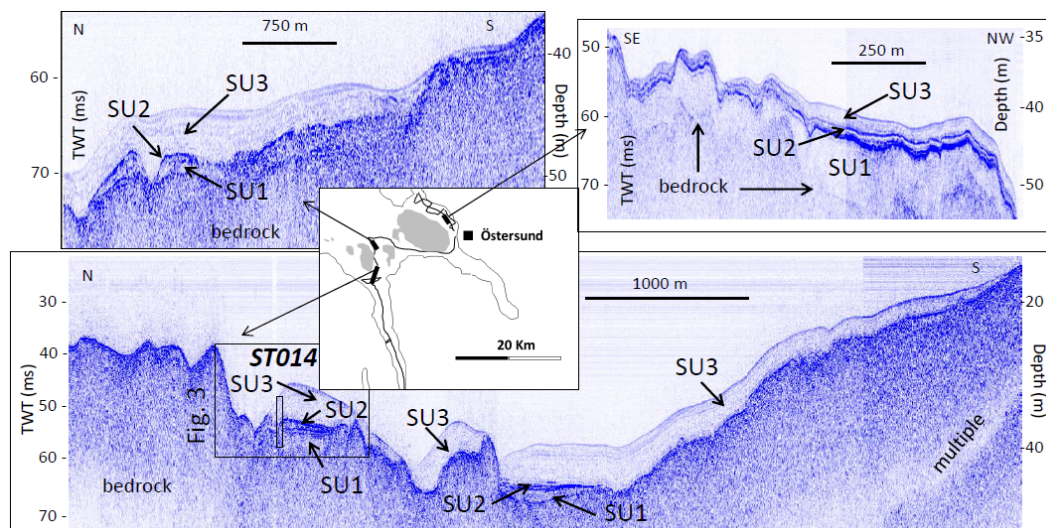 N
750 m
S
60 -
70 -
TWT (ms)
-40
-50
Depth (m)
SU3
SU2
SU1
bedrock
SE
250 m
NW
50-
60-
70-
TWT (ms)
-35
-40
-50
Depth (m)
SU3
SU2
SU1
bedrock
Östersund
20 Km
N
1000 m
S
30 -
40 -
50 -
60 -
70 -
TWT (ms)
-20
-40
Depth (m)
ST014
Fig. 3
SU3
SU2
SU1
SU3
SU2
SU1
SU3
bedrock
multiple